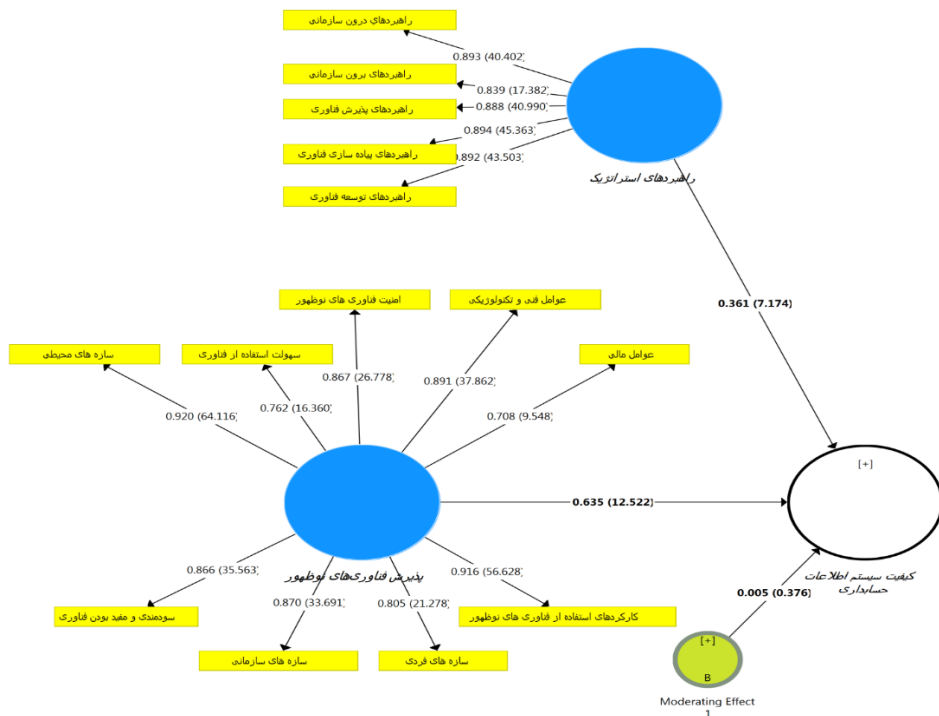 راهبردهای درون سازمانی
0.893 (40.402)
راهبردهای برون سازمانی
0.839 (17.382)
راهبردهای پذیرش فناوری
0.888 (40.990)
0.894 (45.363)
راهبردهای پیاده سازی فناوری
0.892 (43.503)
راهبردهای استراتژیک
راهبردهای توسعه فناوری
0.361 (7.174)
امنیت فناوری های نوظهور
عوامل فنی و تکنولوژیکی
سازه های محیطی
سهولت استفاده از فناوری
عوامل مالی
0.867 (26.778)
0.891 (37.862)
0.920 (64.116)
0.762 (16.360)
0.708 (9.548)
[+]
0.635 (12.522)
0.866 (35.563)
پذیرش فناوری‌های نوظهور
0.916 (56.628)
کیفیت سیستم اطلاعات
حسابداری
0.870 (33.691)
0.805 (21.278)
0.005 (0.376)
سودمندی و مفید بودن فناوری
کارکردهای استفاده از فناوری های نوظهور
سازه های سازمانی
سازه های فردی
[+]
B
Moderating Effect
1